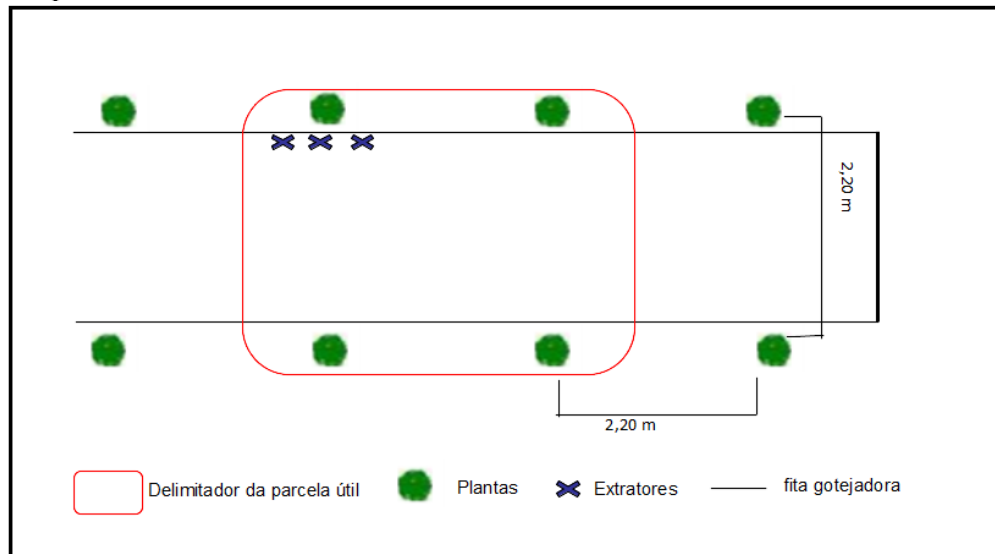 2,20 m
2,20 m
Delimitador da parcela útil
Plantas
Extratores
fita gotejadora